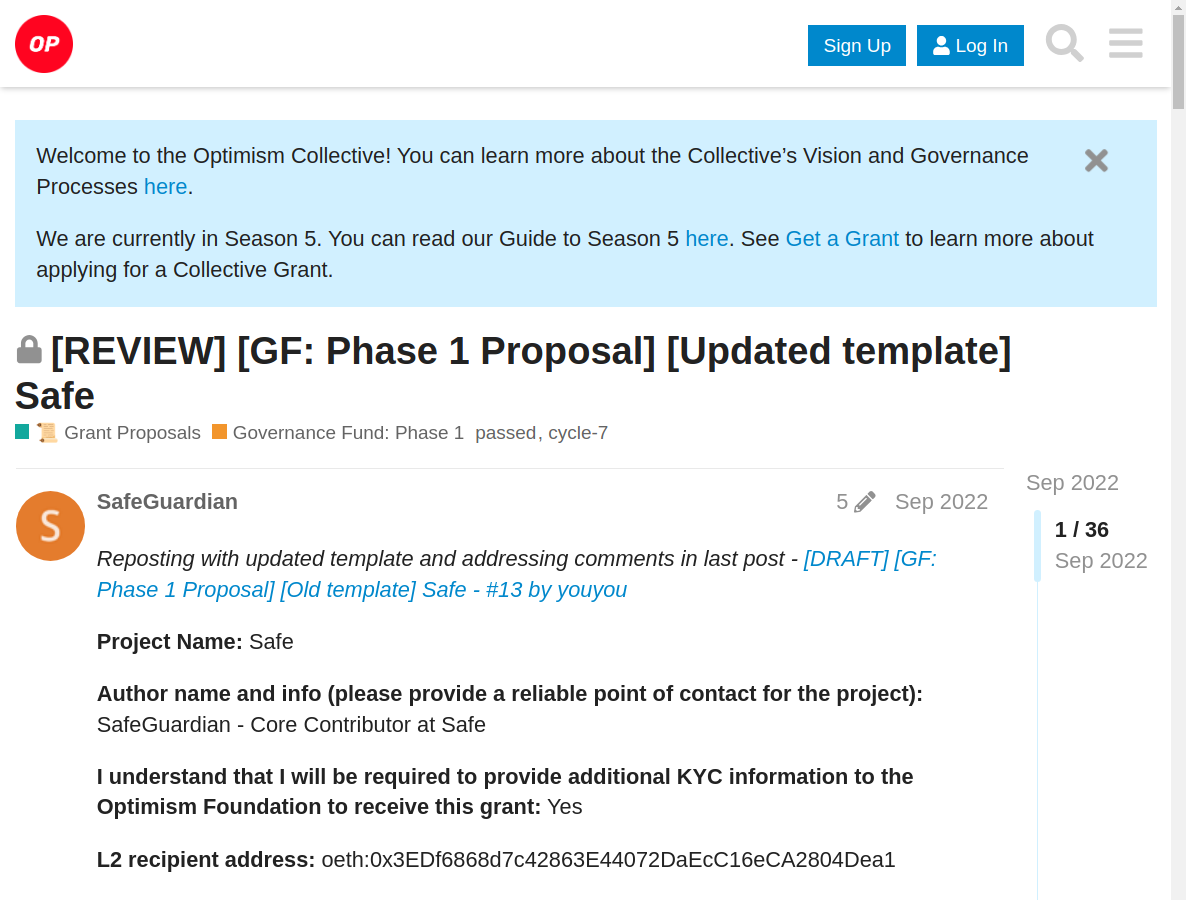 OP
Sign Up
Log In
Welcome to the Optimism Collective! You can learn more about the Collective’s Vision and Governance
Processes here.
We are currently in Season 5. You can read our Guide to Season 5 here. See Get a Grant to learn more about
applying for a Collective Grant.
[REVIEW] [GF: Phase 1 Proposal] [Updated template]
Safe
Grant Proposals Governance Fund: Phase 1 passed, cycle-7
Sep 2022
S
SafeGuardian 5 Sep 2022
1 / 36
Sep 2022
Reposting with updated template and addressing comments in last post - [DRAFT] [GF:
Phase 1 Proposal] [Old template] Safe - #13 by youyou
Project Name: Safe
Author name and info (please provide a reliable point of contact for the project):
SafeGuardian - Core Contributor at Safe
I understand that I will be required to provide additional KYC information to the
Optimism Foundation to receive this grant: Yes
L2 recipient address: oeth:0x3EDf6868d7c42863E44072DaEcC16eCA2804Dea1